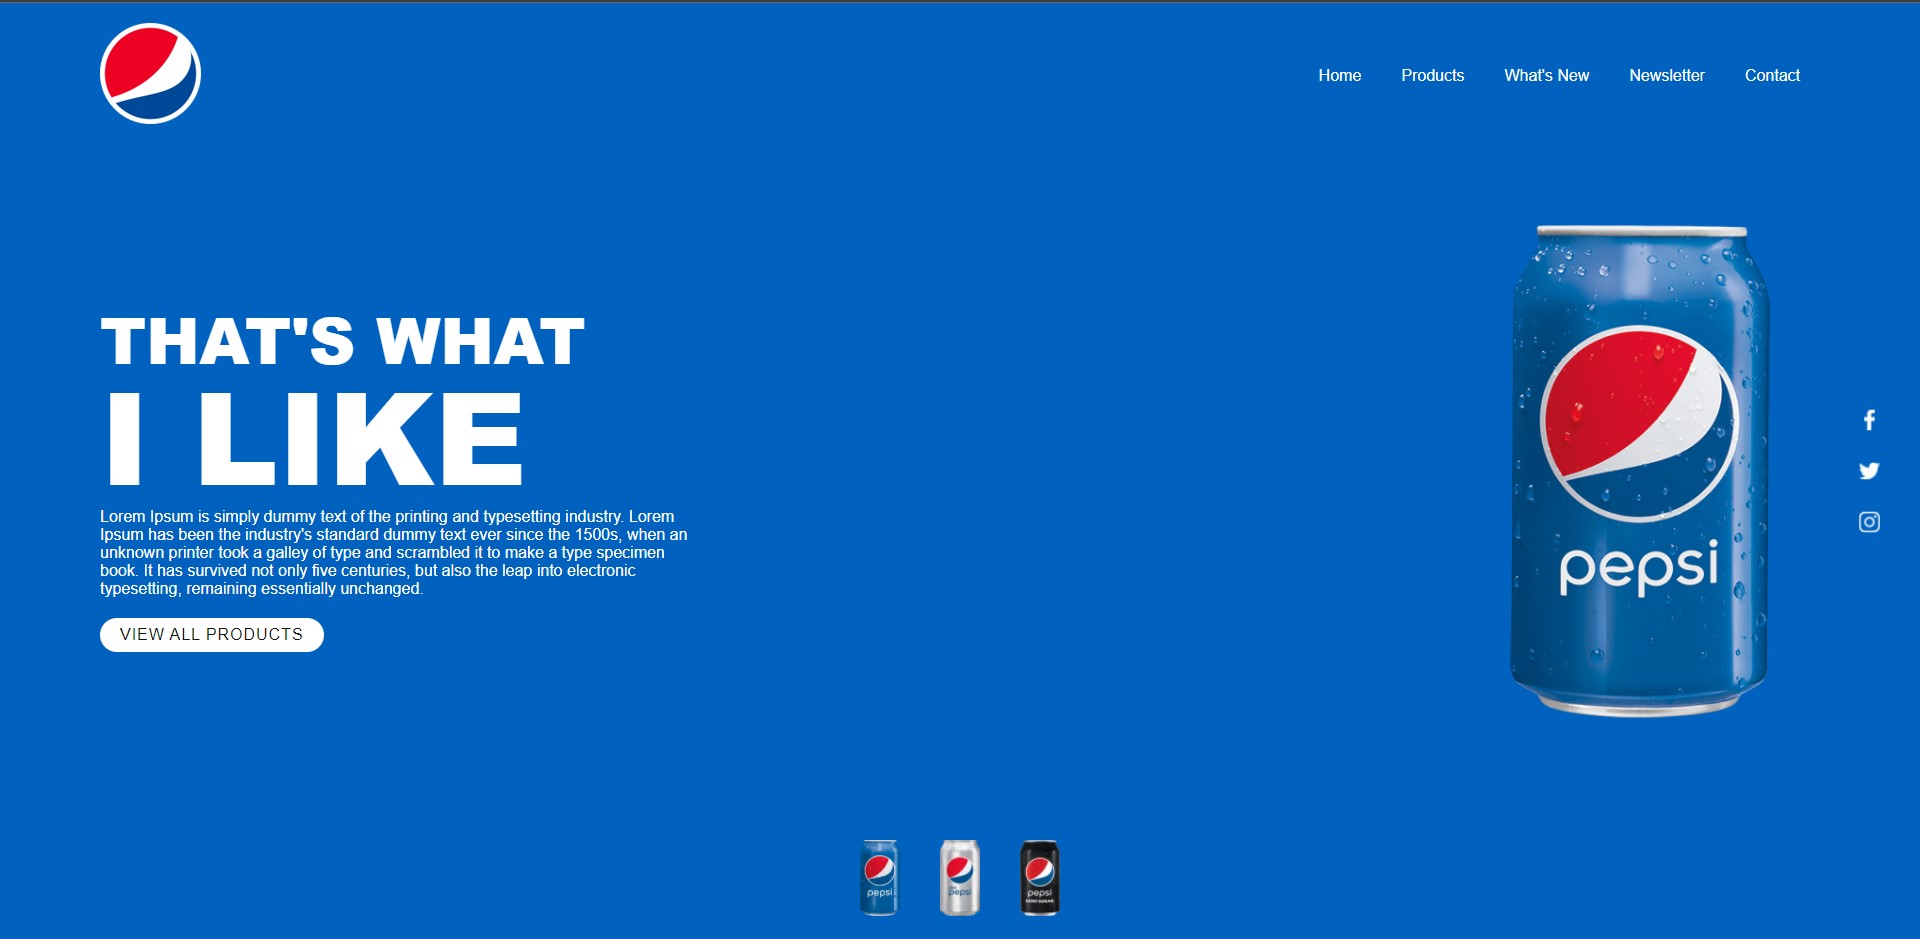 Home Products What's New Newsletter Contact
THAT'S WHAT
I LIKE
Lorem Ipsum is simply dummy text of the printing and typesetting industry. Lorem
Ipsum has been the industry's standard dummy text ever since the 1500s, when an
unknown printer took a galley of type and scrambled it to make a type specimen
book. It has survived not only five centuries, but also the leap into electronic
typesetting, remaining essentially unchanged.
VIEW ALL PRODUCTS
pepsi
pepsi
pepsi
pepsi
ZERO SUGAR